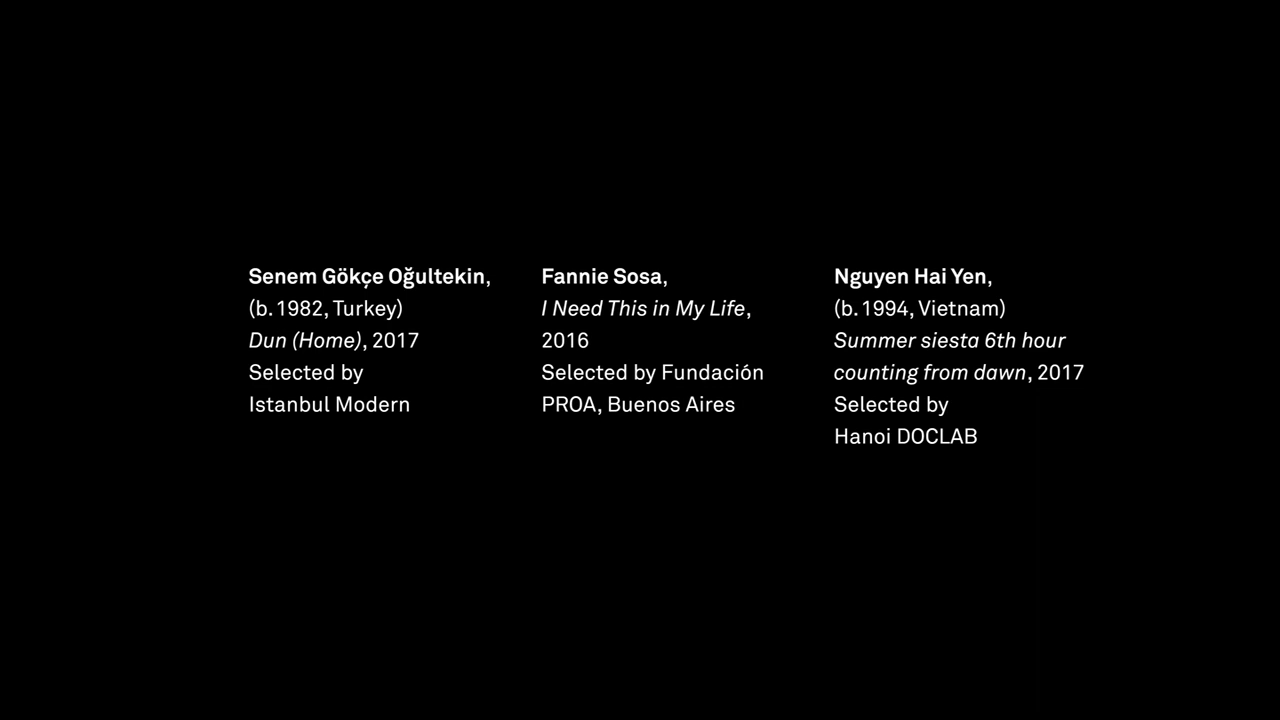 Senem Gökçe Oğultekin,
(b. 1982, Turkey)
Dun (Home), 2017
Selected by
Istanbul Modern
Fannie Sosa,
I Need This in My Life,
2016
Selected by Fundación
PROA, Buenos Aires
Nguyen Hai Yen,
(b. 1994, Vietnam)
Summer siesta 6th hour
counting from dawn, 2017
Selected by
Hanoi DOCLAB